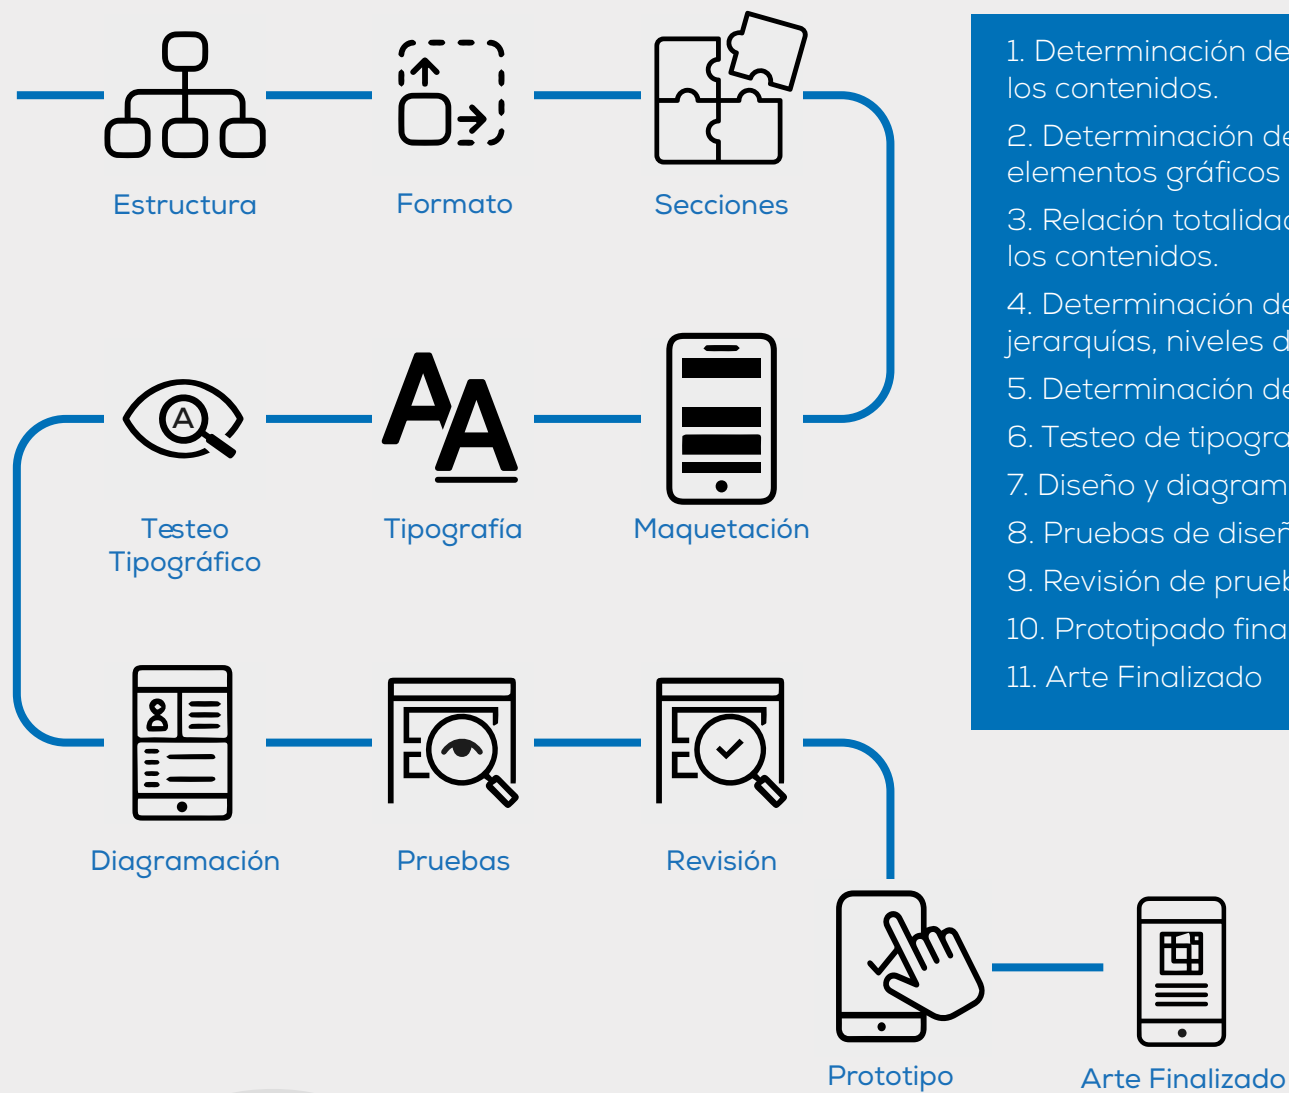 Estructura
Formato
Secciones
Testeo
Tipográfico
Tipografía
Maquetación
Diagramación
Pruebas
Revisión
Prototipo
Arte Finalizado
1. Determinación de
los contenidos.
2. Determinación de
elementos gráficos
3. Relación
los contenidos.
4. Determinación de
jerarquías, niveles
5. Determinación de
6. Testeo de
7. Diseño y
8. Pruebas de
9. Revisión de
10. Prototipado
11. Arte Finalizado
A
AA